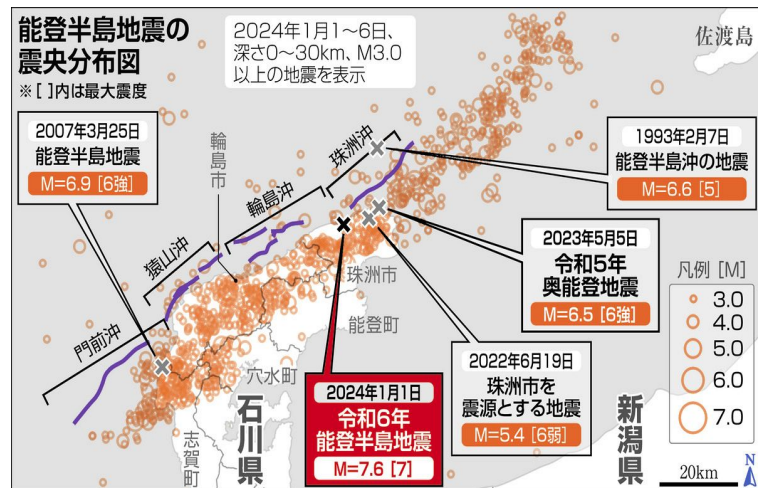 能登半島地震の
震央分布図
※[ ]内は最大震度
2024年1月1～6日、
深さ0～30km、M3.0
以上の地震を表示
佐渡島
2007年3月25日
能登半島地震
M=6.9 [6強]
輪島市
珠洲沖
輪島沖
猿山沖
門前沖
1993年2月7日
能登半島沖の地震
M=6.6 [5]
2023年5月5日
令和5年
奥能登地震
M=6.5 [6強]
珠洲市
能登町
穴水町
志賀町
石川県
2024年1月1日
令和6年
能登半島地震
M=7.6 [7]
2022年6月19日
珠洲市を
震源とする地震
M=5.4 [6弱]
新潟県
凡例 [M]
3.0
4.0
5.0
6.0
7.0
20km
N